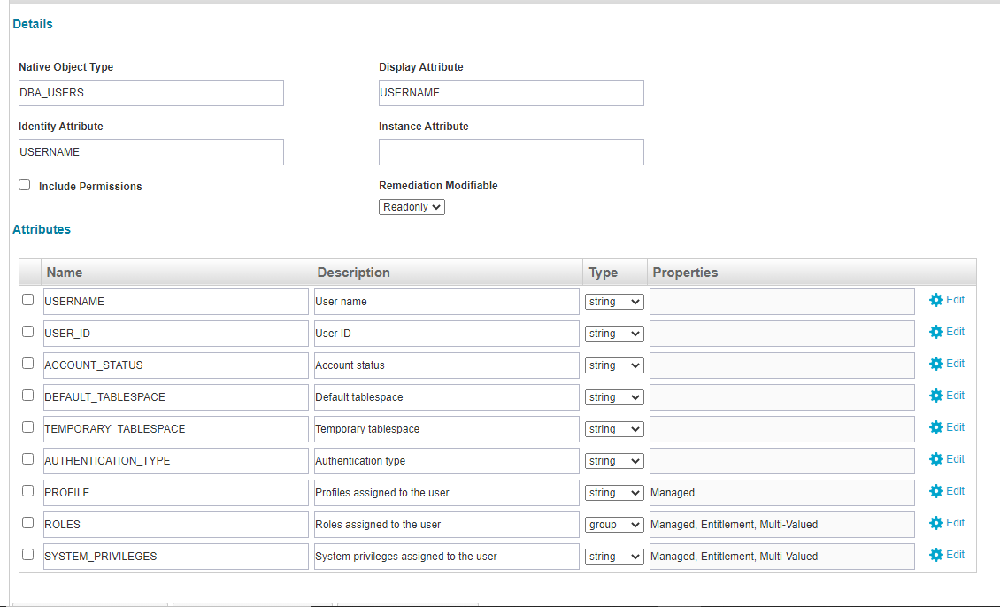 Details
Native Object Type Display Attribute
DBA_USERS USERNAME
Identity Attribute Instance Attribute
USERNAME
Include Permissions Remediation Modifiable
Readonly
Attributes
Name Description Type Properties
USERNAME User name string Edit
USER_ID User ID string Edit
ACCOUNT_STATUS Account status string Edit
DEFAULT_TABLESPACE Default tablespace string Edit
TEMPORARY_TABLESPACE Temporary tablespace string Edit
AUTHENTICATION_TYPE Authentication type string Edit
PROFILE Profiles assigned to the user string Managed Edit
ROLES Roles assigned to the user group Managed, Entitlement, Multi-Valued Edit
SYSTEM_PRIVILEGES System privileges assigned to the user string Managed, Entitlement, Multi-Valued Edit